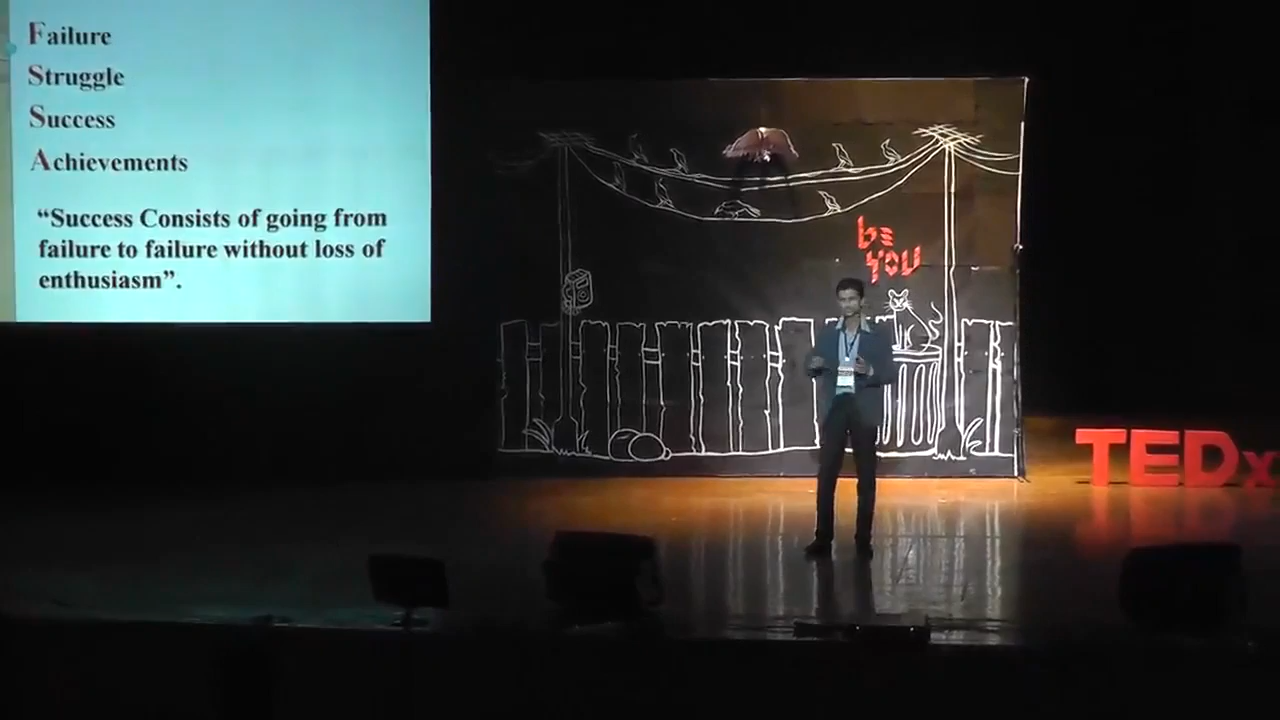 Failure
Struggle
Success
Achievements
“Success Consists of going from
failure to failure without loss of
enthusiasm”.
be
YOU
TEDx